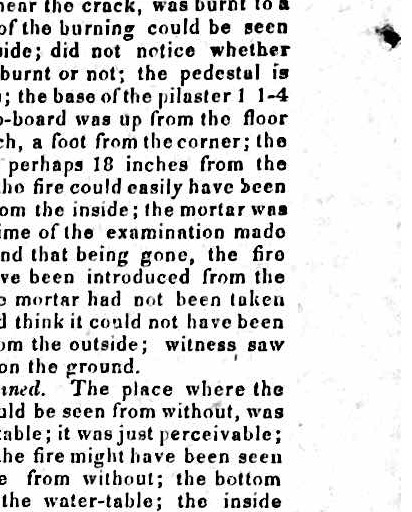 near the crack, was burnt to a
of the burning could be seen
side; did not notice whether
burnt or not; the pedestal is
; the base of the pilaster 1 1-4
-board was up from the floor
ch, a foot from the corner; the
perhaps 18 inches from the
the fire could easily have been
om the inside; the mortar was
ime of the examination made
nd that being gone, the fire
ve been introduced from the
mortar had not been taken
d think it could not have been
om the outside; witness saw
on the ground.
ined. The place where the
uld be seen from without, was
table; it was just perceivable;
the fire might have been seen
e from without; the bottom
the water-table; the inside